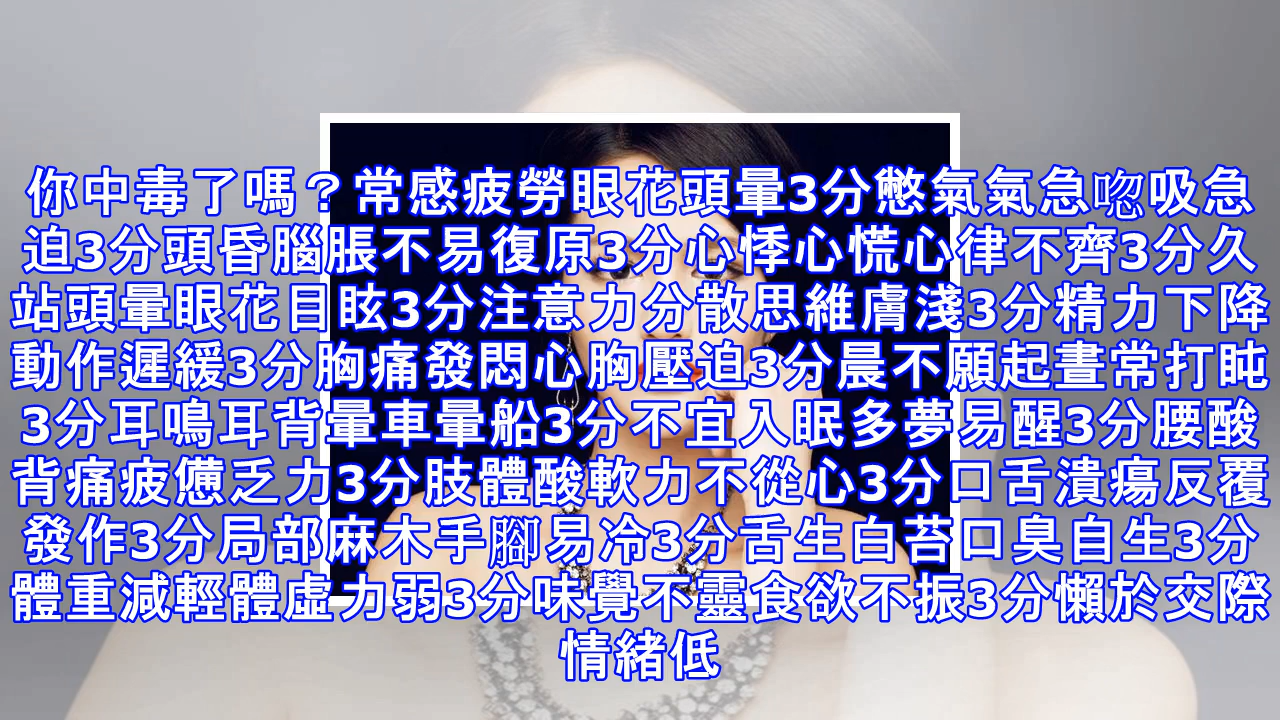 你中毒了嗎？常感疲勞眼花頭暈3分憋氣氣急唿吸急
迫3分頭昏腦脹不易復原3分心悸心慌心律不齊3分久
站頭暈眼花目眩3分注意力分散思維膚淺3分精力下降
動作遲緩3分胸痛發悶心胸壓迫3分晨不願起晝常打盹
3分耳鳴耳背暈車暈船3分不宜入眠多夢易醒3分腰酸
背痛疲憊乏力3分肢體酸軟力不從心3分口舌潰瘍反覆
發作3分局部麻木手腳易冷3分舌生白苔口臭自生3分
體重減輕體虛力弱3分味覺不靈食欲不振3分懶於交際
情緒低